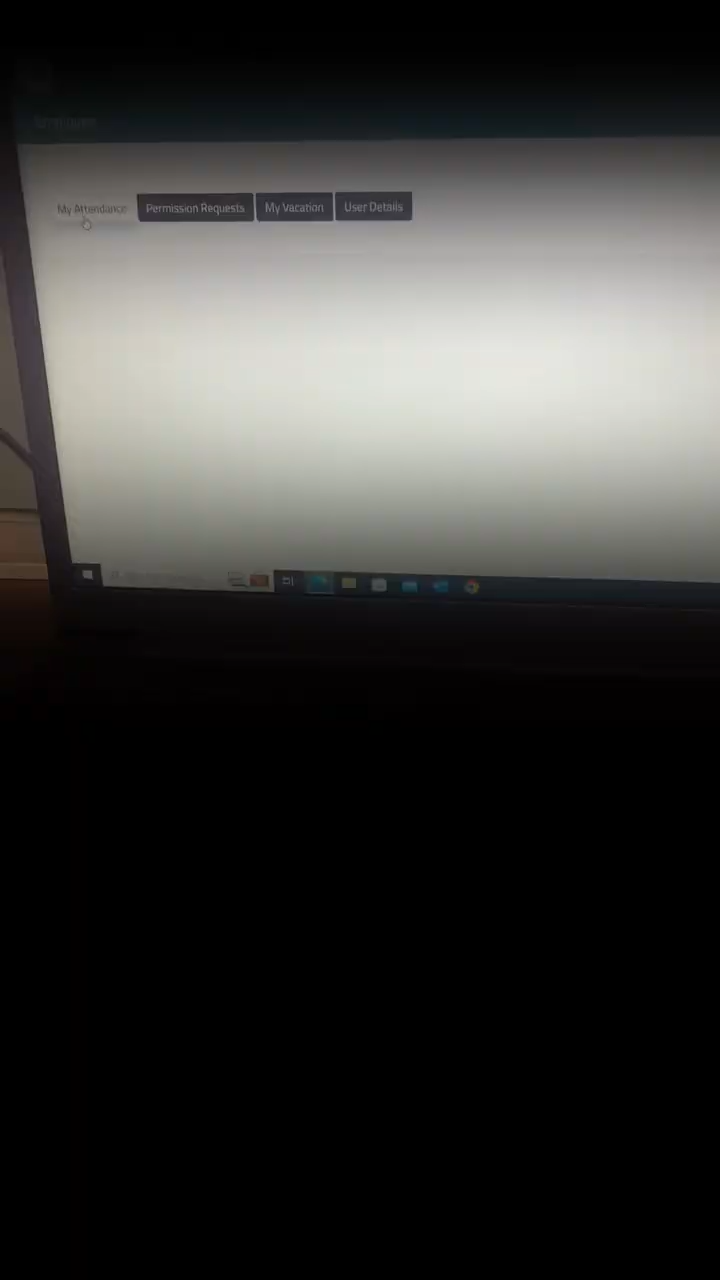 My Attendance
Permission Requests
My Vacation
User Details